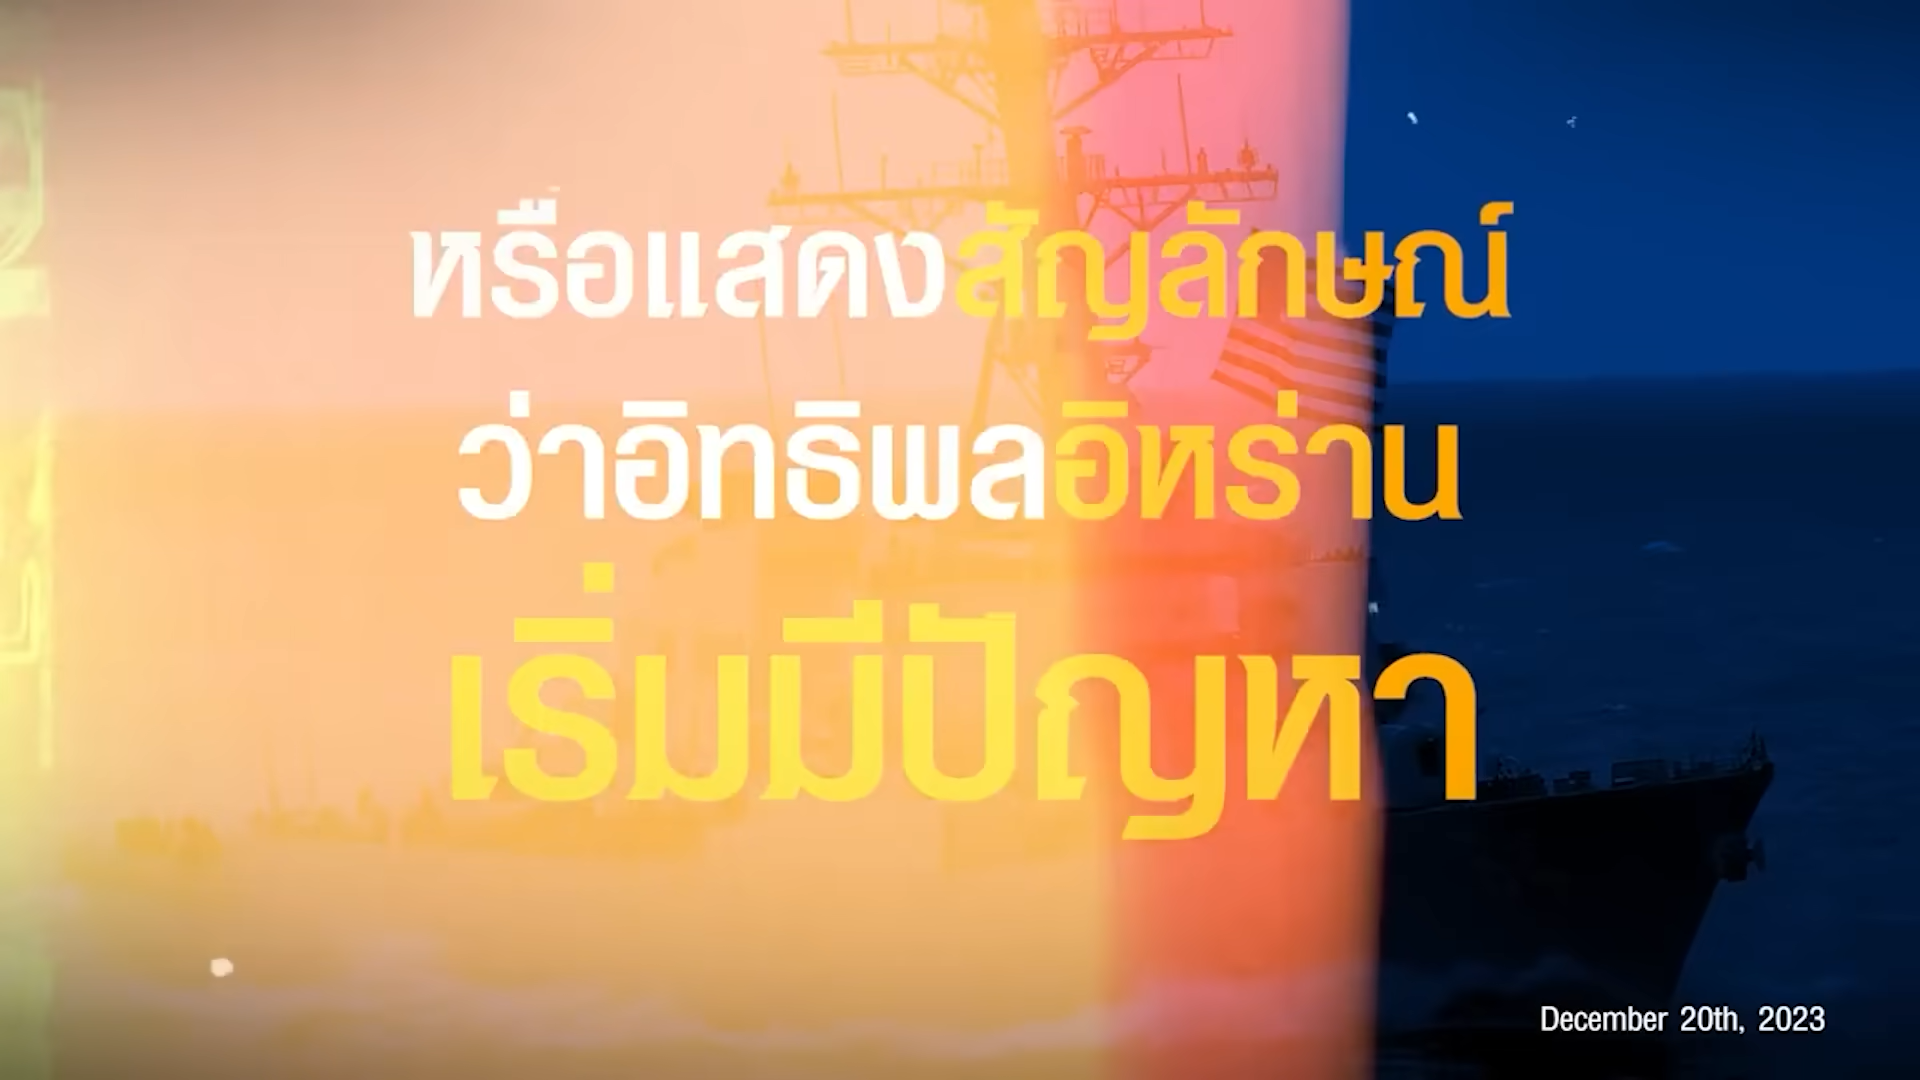 หรือแสดงสัญลักษณ์
ว่าอิทธิพลอิหร่าน
เริ่มมีปัญหา
December 20th, 2023